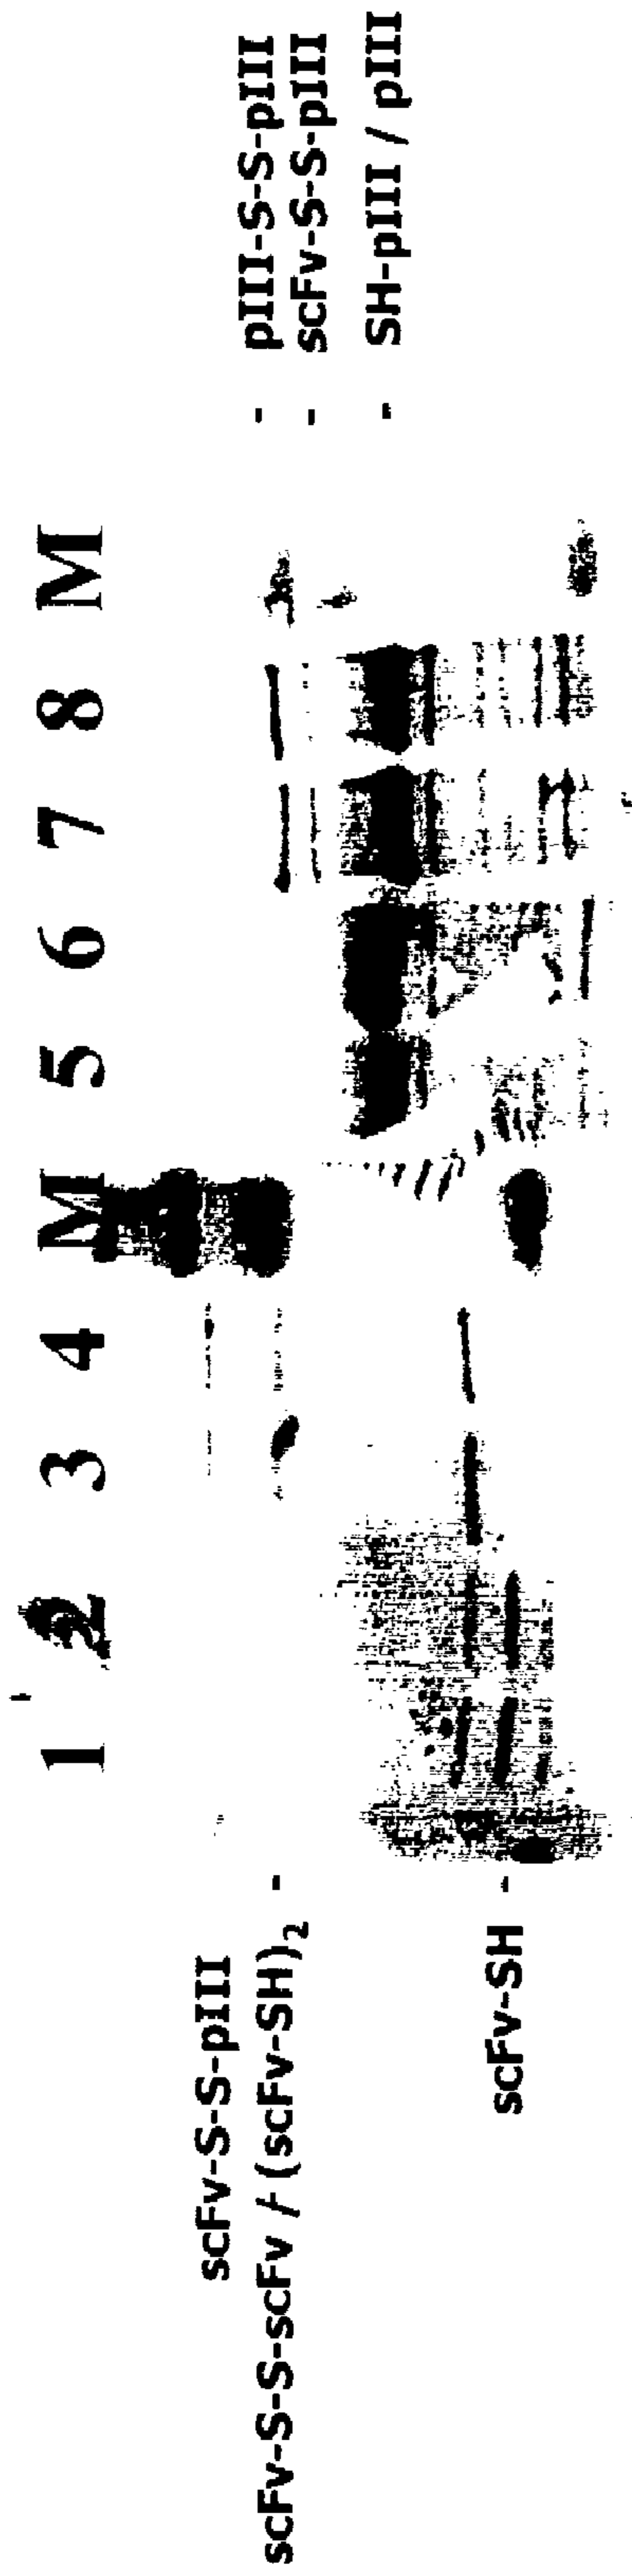 1 2 3 4 M 5 6 7 8 M
scFv-S-S-pIII
scFv-S-S-scFv / (scFv-SH)₂ -
scFv-SH -
- pIII-S-S-pIII
- scFv-S-S-pIII
- SH-pIII / pIII